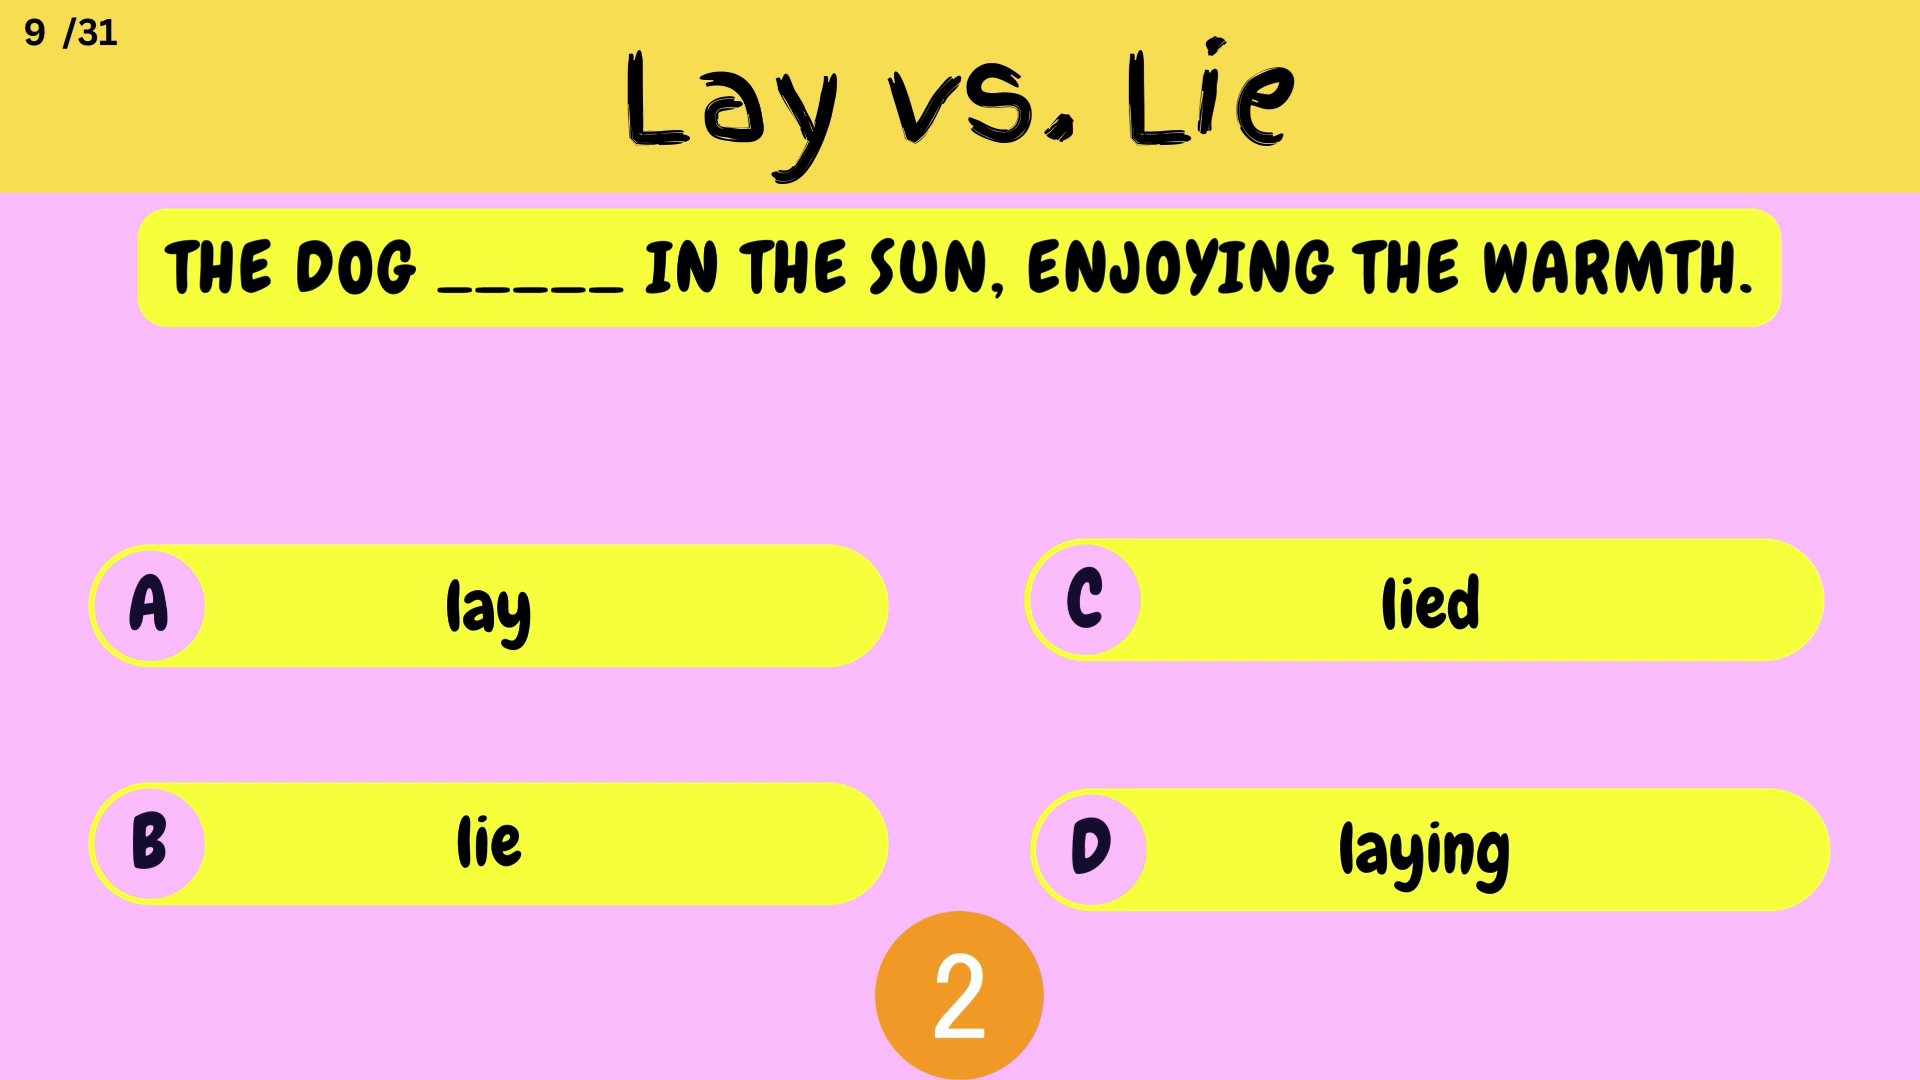 9 /31
Lay vs. Lie
THE DOG _____ IN THE SUN, ENJOYING THE WARMTH.
A lay
C lied
B lie
D laying
2